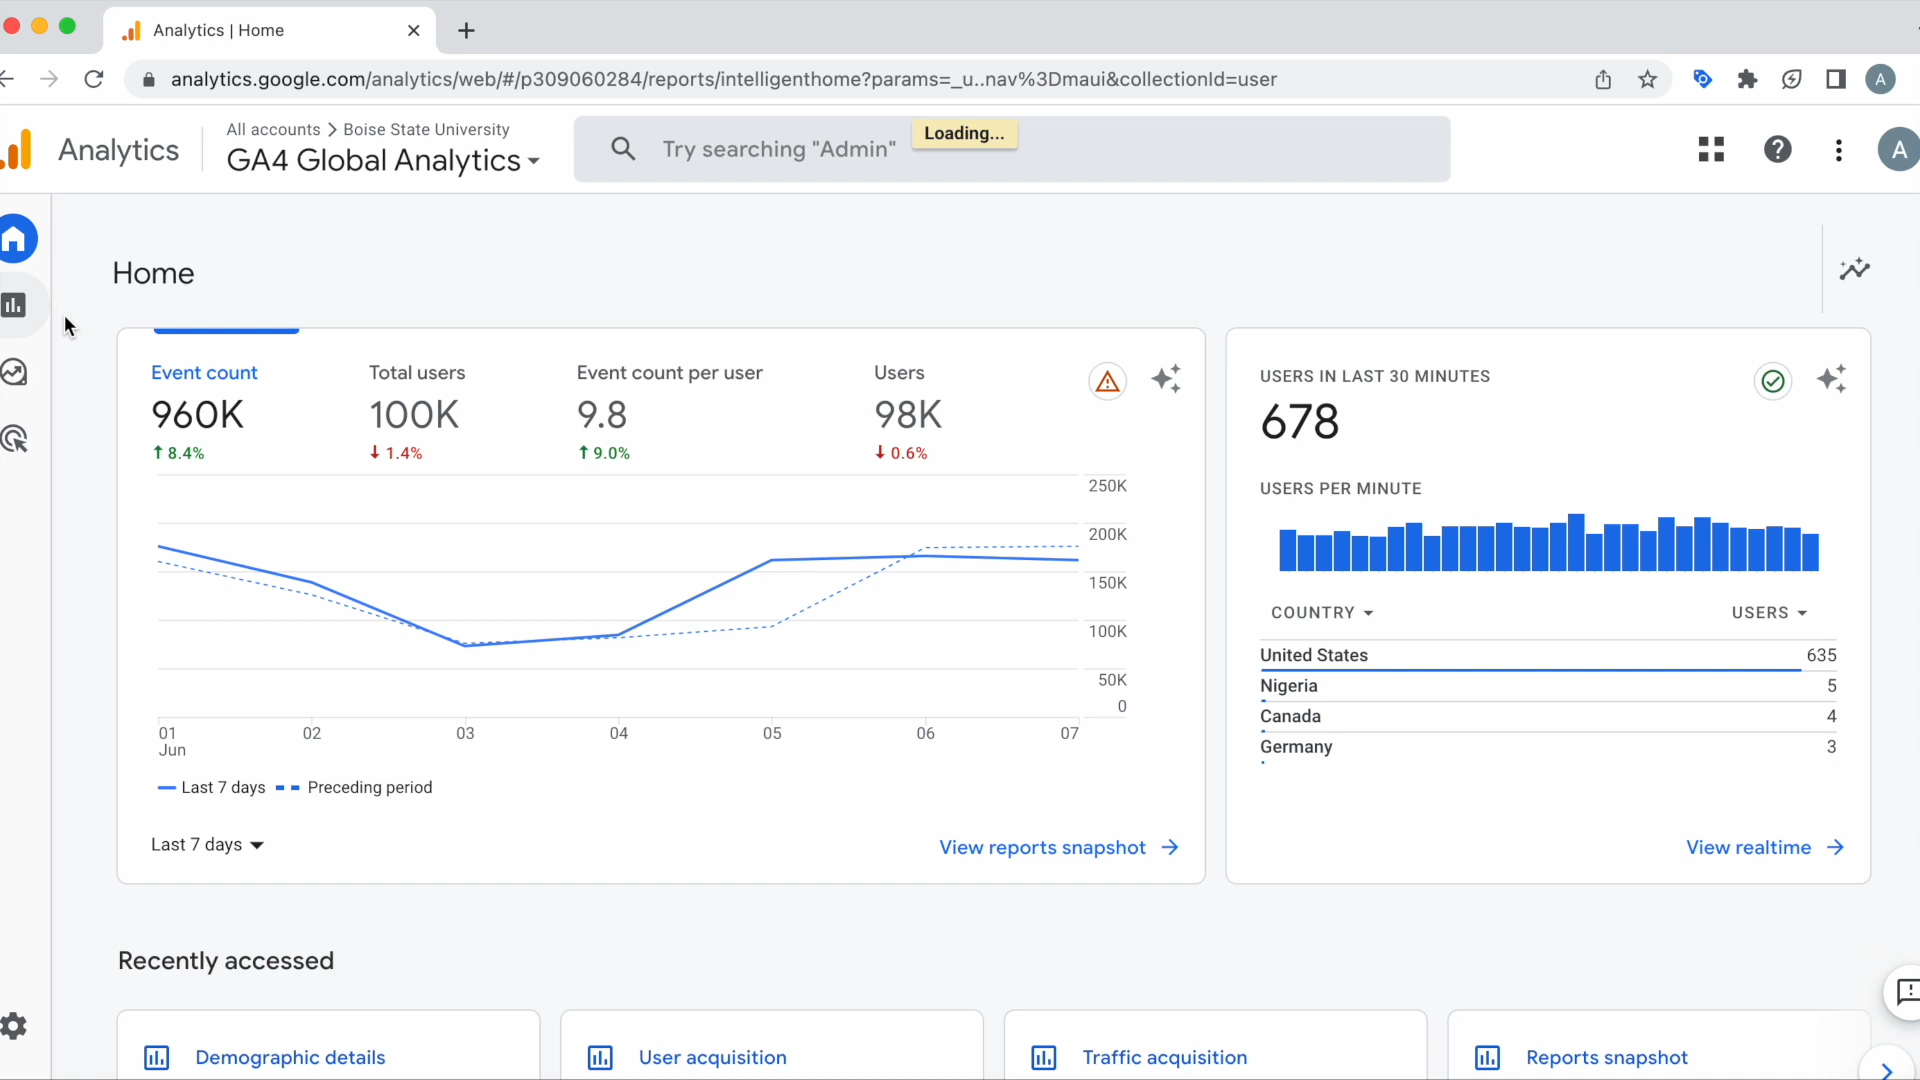 Analytics | Home
analytics.google.com/analytics/web/#/p309060284/reports/intelligenthome?params=_u..nav%3Dmaui&collectionId=user
A
Analytics
All accounts > Boise State University
GA4 Global Analytics
Try searching "Admin"
Loading...
A
Home
Event count
960K
8.4%
Total users
100K
1.4%
Event count per user
9.8
9.0%
Users
98K
0.6%
250K
200K
150K
100K
50K
0
01 02 03 04 05 06 07
Jun
Last 7 days Preceding period
Last 7 days
View reports snapshot
USERS IN LAST 30 MINUTES
678
USERS PER MINUTE
COUNTRY USERS
United States 635
Nigeria 5
Canada 4
Germany 3
View realtime
Recently accessed
Demographic details
User acquisition
Traffic acquisition
Reports snapshot